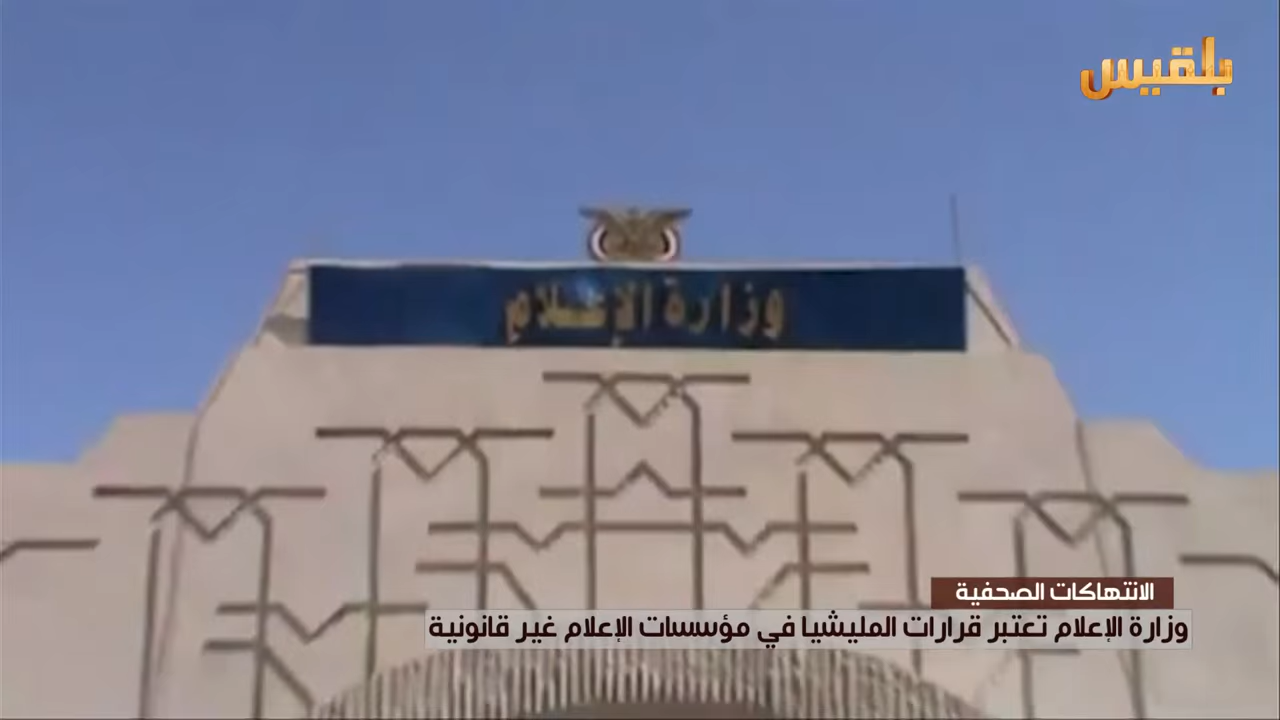 بلقيس
وزارة الإعلام
الانتهاكات الصحفية
وزارة الإعلام تعتبر قرارات المليشيا في مؤسسات الإعلام غير قانونية